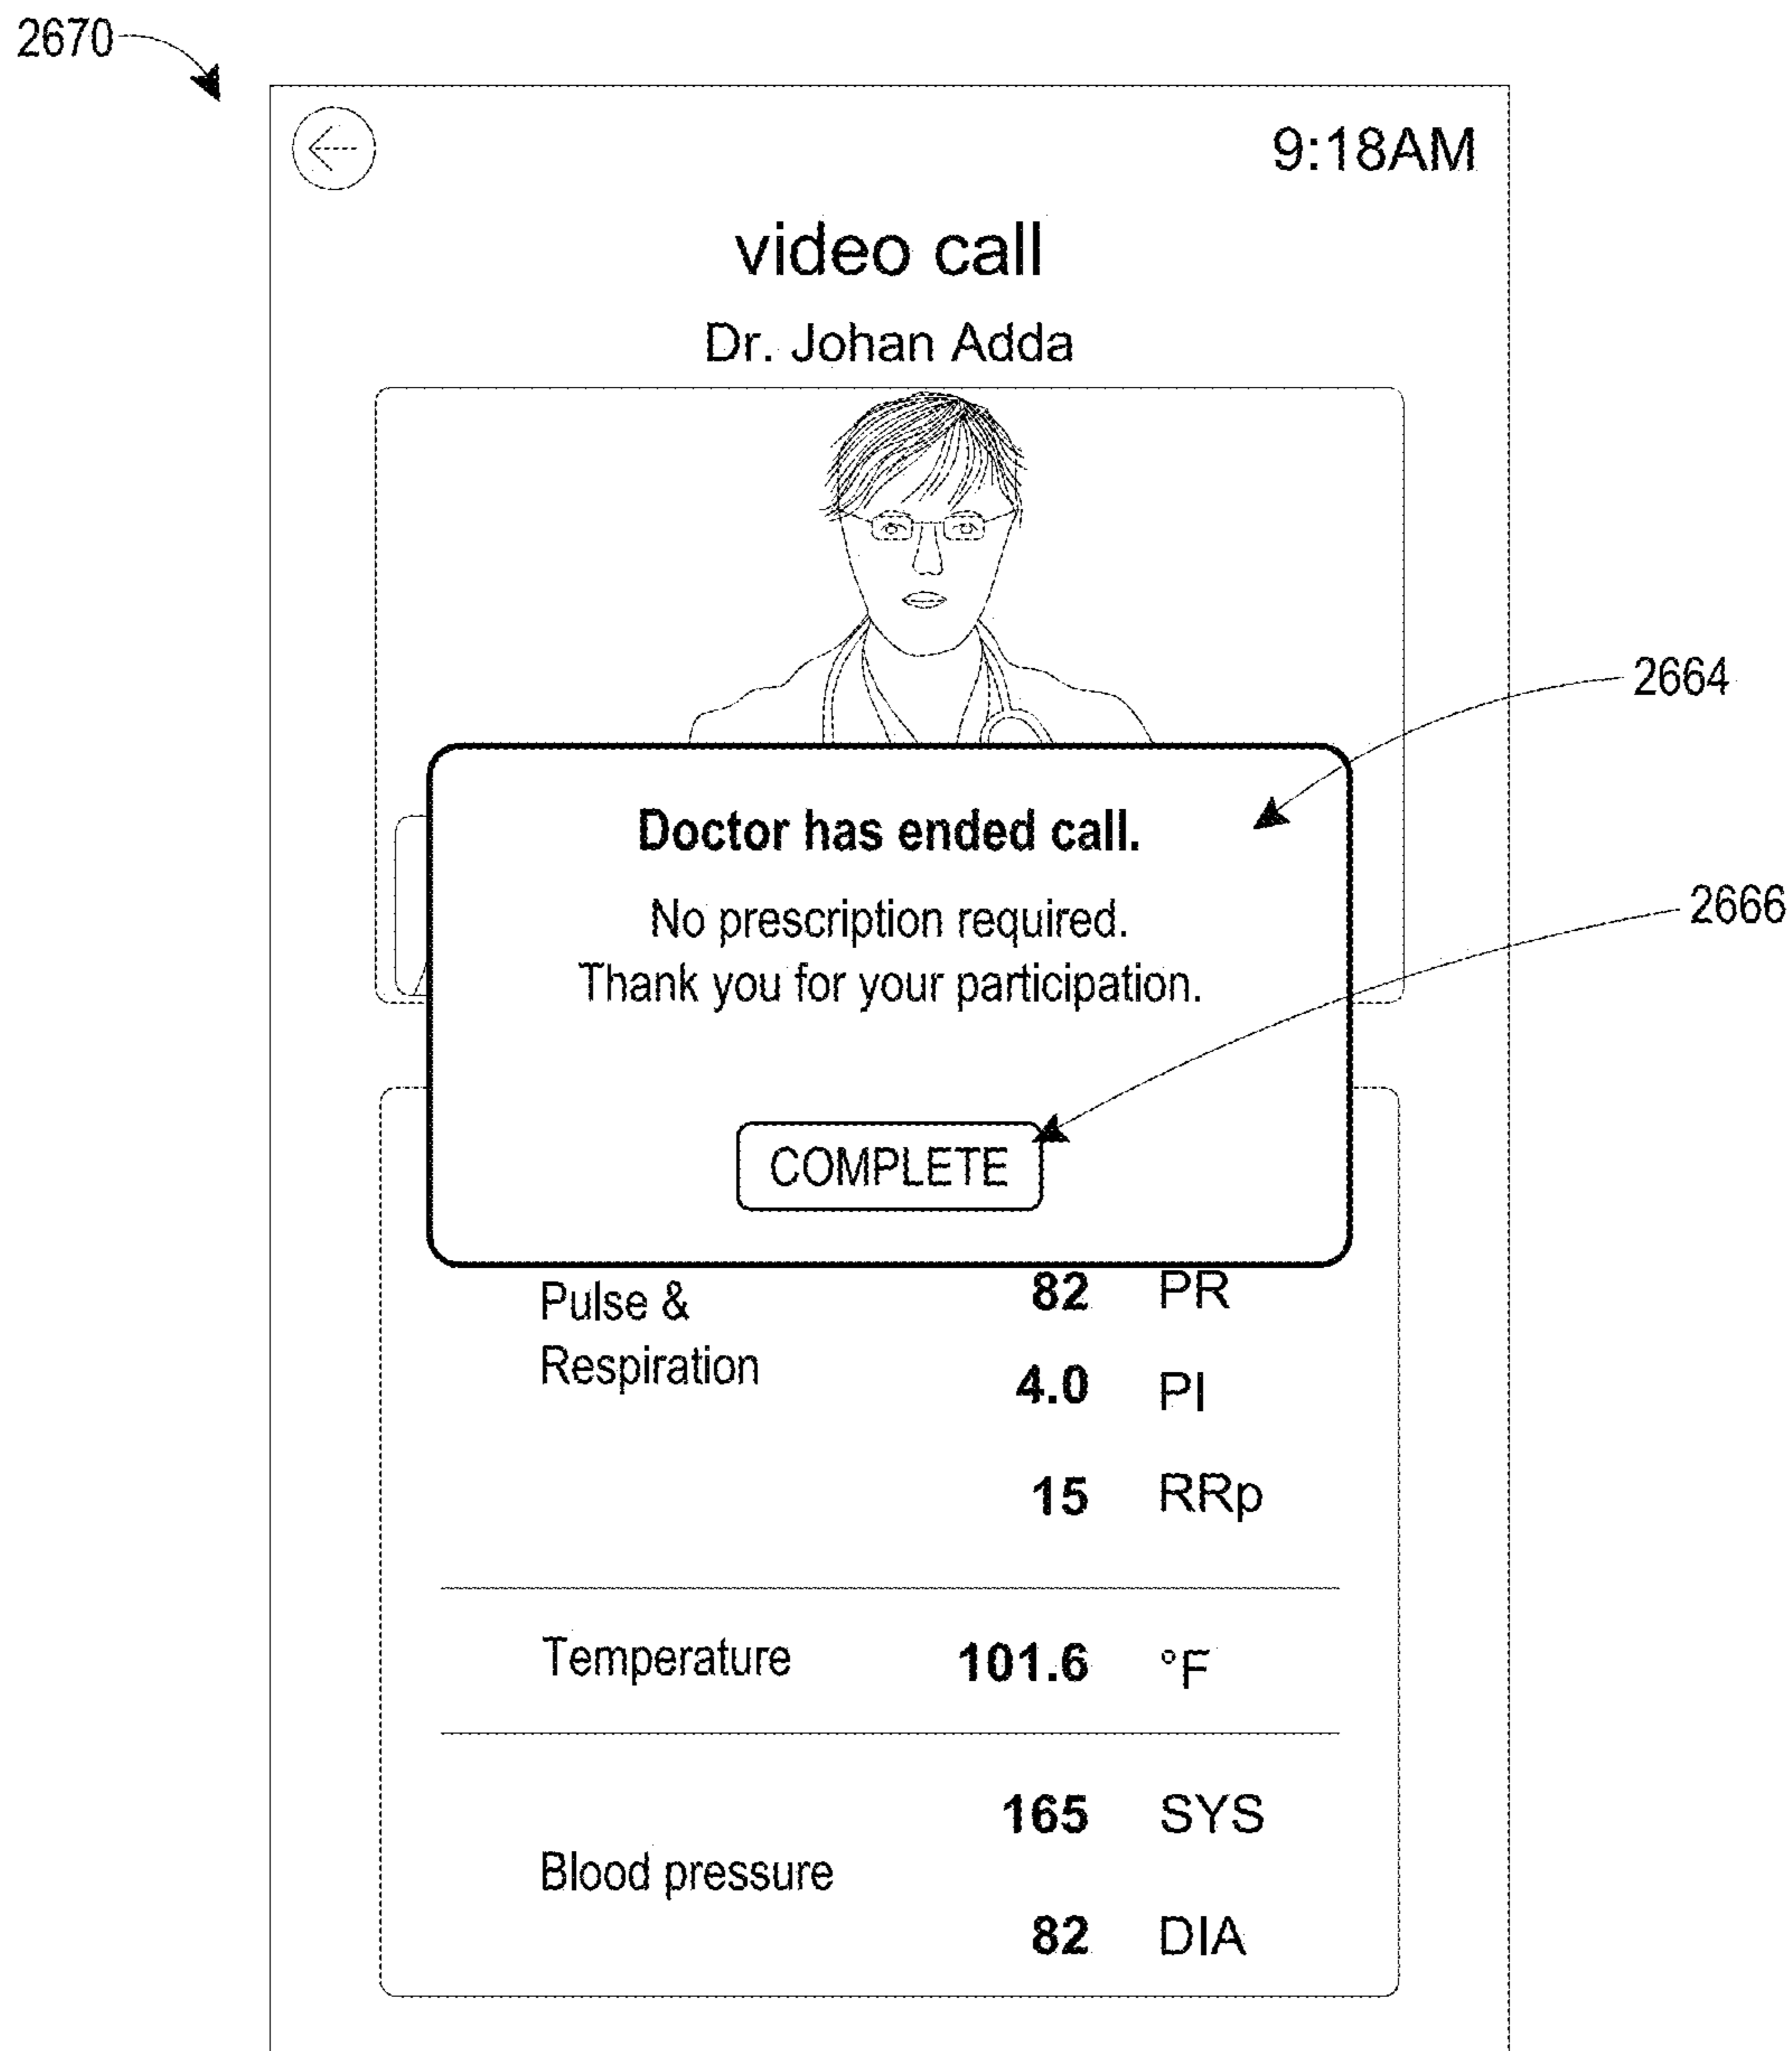 2670
9:18AM
video call
Dr. Johan Adda
2664
Doctor has ended call.
2666
No prescription required.
Thank you for your participation.
COMPLETE
Pulse & 82 PR
Respiration 4.0 PI
15 RRp
Temperature 101.6 °F
165 SYS
Blood pressure
82 DIA